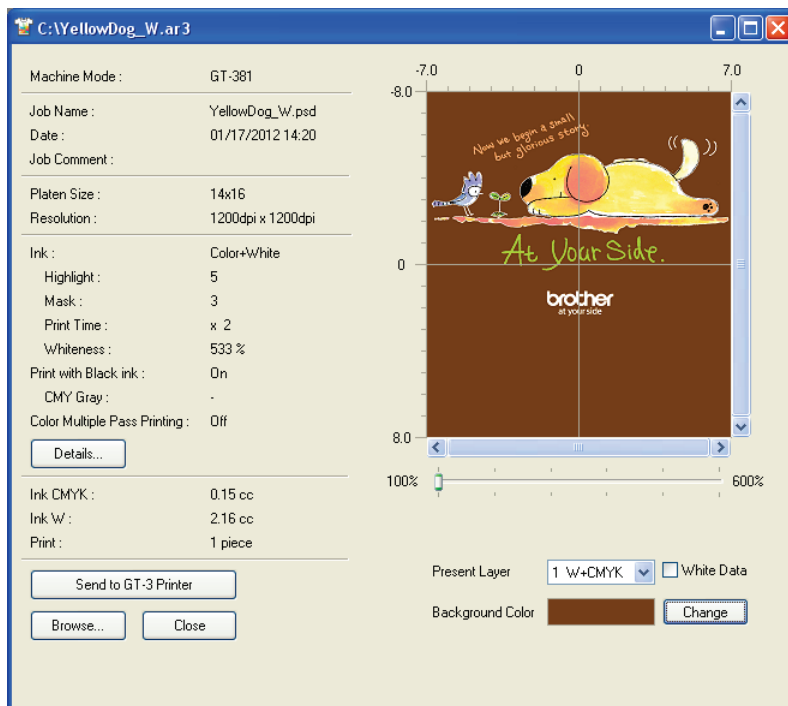 C:\YellowDog_W.ar3
Machine Mode : GT-381
Job Name : YellowDog_W.psd
Date : 01/17/2012 14:20
Job Comment :
Platen Size : 14x16
Resolution : 1200dpi x 1200dpi
Ink : Color+White
Highlight : 5
Mask : 3
Print Time : x 2
Whiteness : 533 %
Print with Black ink : On
CMY Gray : -
Color Multiple Pass Printing : Off
Details...
Ink CMYK : 0.15 cc
Ink W : 2.16 cc
Print : 1 piece
Send to GT-3 Printer
Browse... Close
-7.0 0 7.0
-8.0
Now we begin a small
but glorious story.
At Your Side.
0
brother
at your side
8.0
100% 600%
Present Layer 1 W+CMYK White Data
Background Color Change